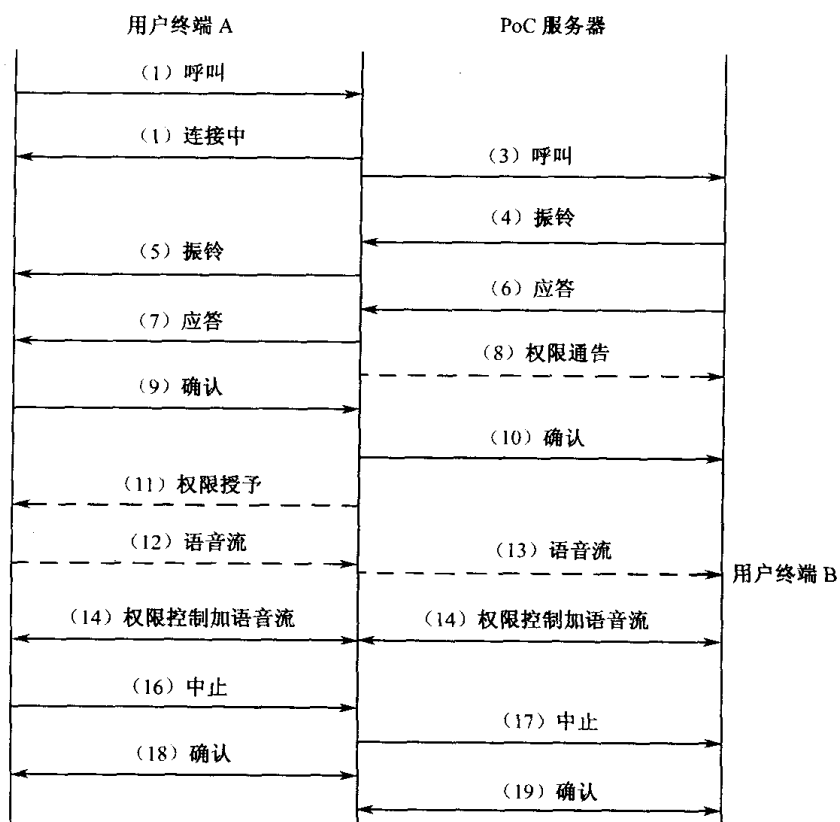 用户终端 A
PoC 服务器
(1) 呼叫
(1) 连接中
(3) 呼叫
(4) 振铃
(5) 振铃
(6) 应答
(7) 应答
(8) 权限通告
(9) 确认
(10) 确认
(11) 权限授予
(12) 语音流
(13) 语音流
用户终端 B
(14) 权限控制加语音流
(14) 权限控制加语音流
(16) 中止
(17) 中止
(18) 确认
(19) 确认